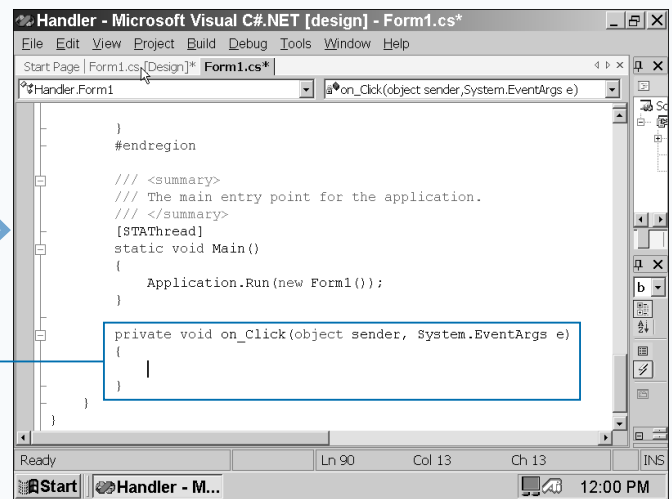 Handler - Microsoft Visual C#.NET [design] - Form1.cs*
File Edit View Project Build Debug Tools Window Help
Start Page | Form1.cs [Design]* Form1.cs*
Handler.Form1 on_Click(object sender,System.EventArgs e)
}
#endregion
/// <summary>
/// The main entry point for the application.
/// </summary>
[STAThread]
static void Main()
{
Application.Run(new Form1());
}
private void on_Click(object sender, System.EventArgs e)
{
}
}
}
b
Ready Ln 90 Col 13 Ch 13 INS
Start Handler - M... 12:00 PM